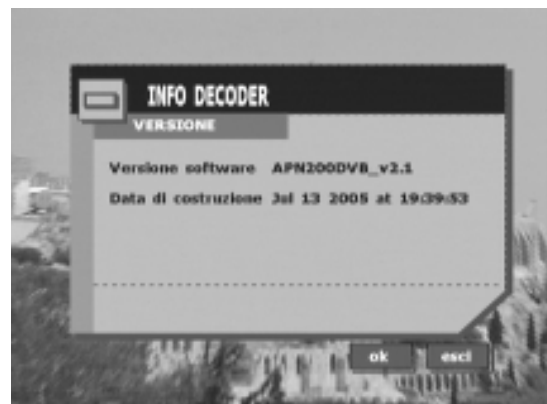 INFO DECODER
VERSIONE
Versione software APN200DVB_v2.1
Data di costruzione Jul 13 2005 at 19:39:53
ok esci